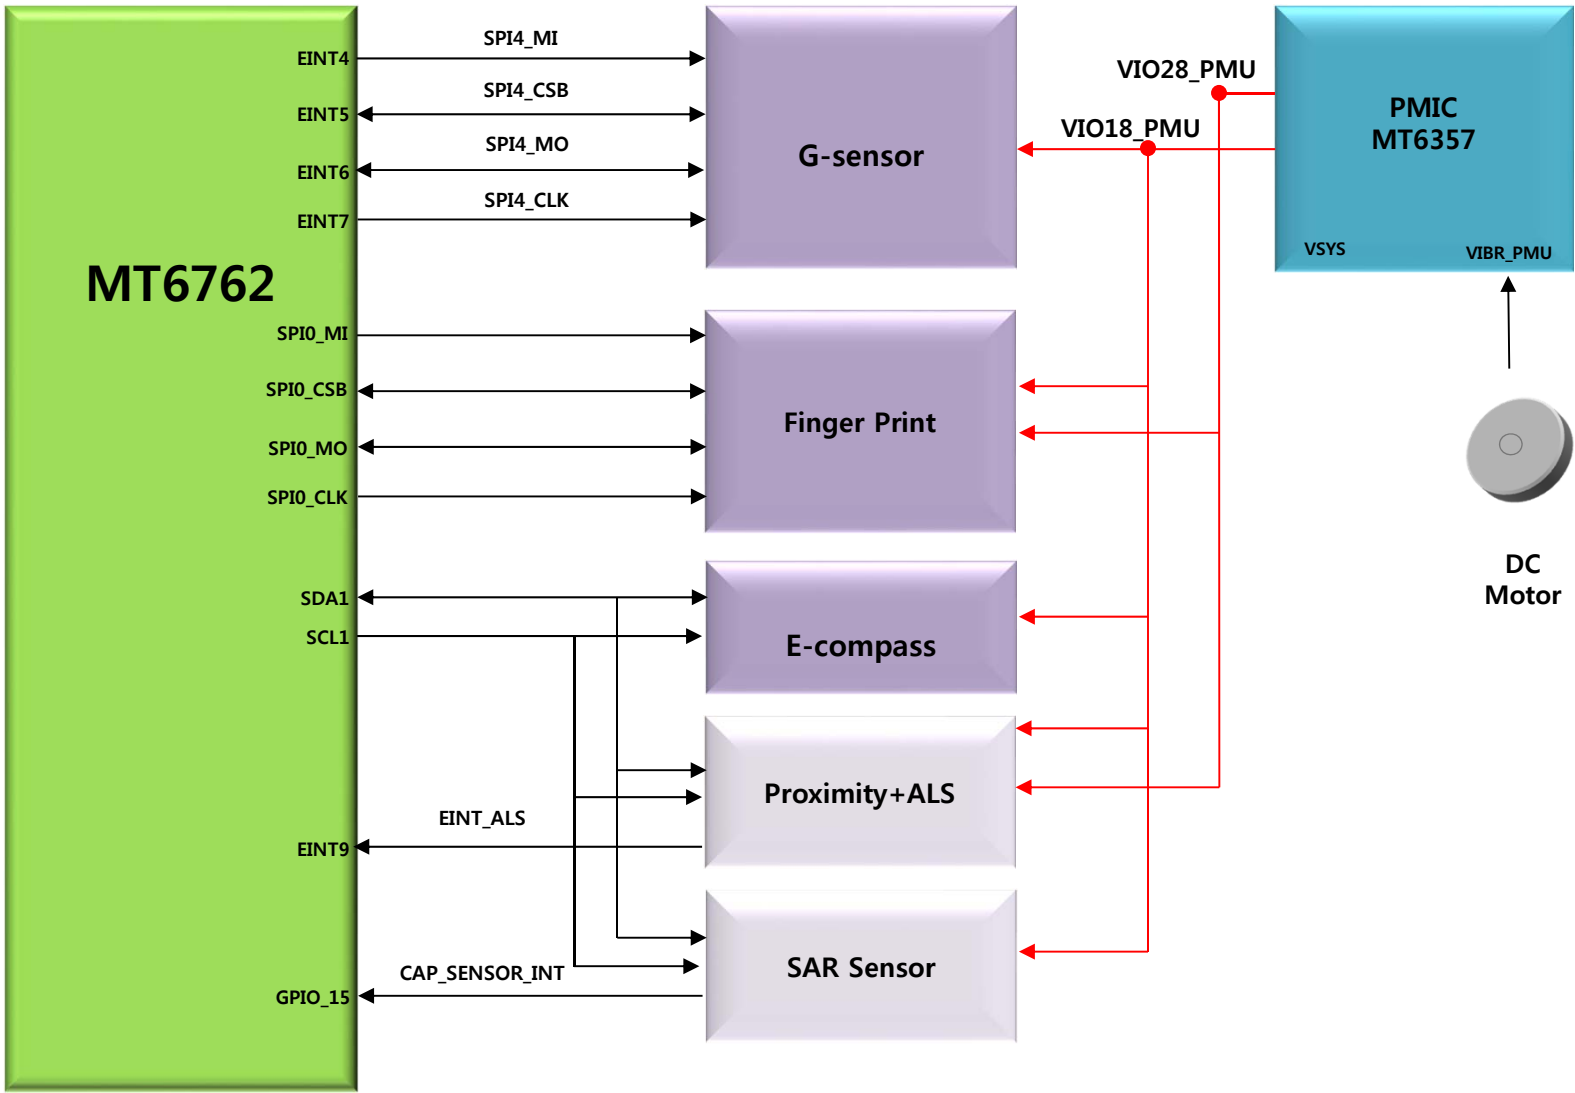 MT6762
EINT4
EINT5
EINT6
EINT7
SPI0_MI
SPI0_CSB
SPI0_MO
SPI0_CLK
SDA1
SCL1
EINT9
GPIO_15
SPI4_MI
SPI4_CSB
SPI4_MO
SPI4_CLK
EINT_ALS
CAP_SENSOR_INT
G-sensor
Finger Print
E-compass
Proximity+ALS
SAR Sensor
VIO28_PMU
VIO18_PMU
PMIC
MT6357
VSYS
VIBR_PMU
DC
Motor